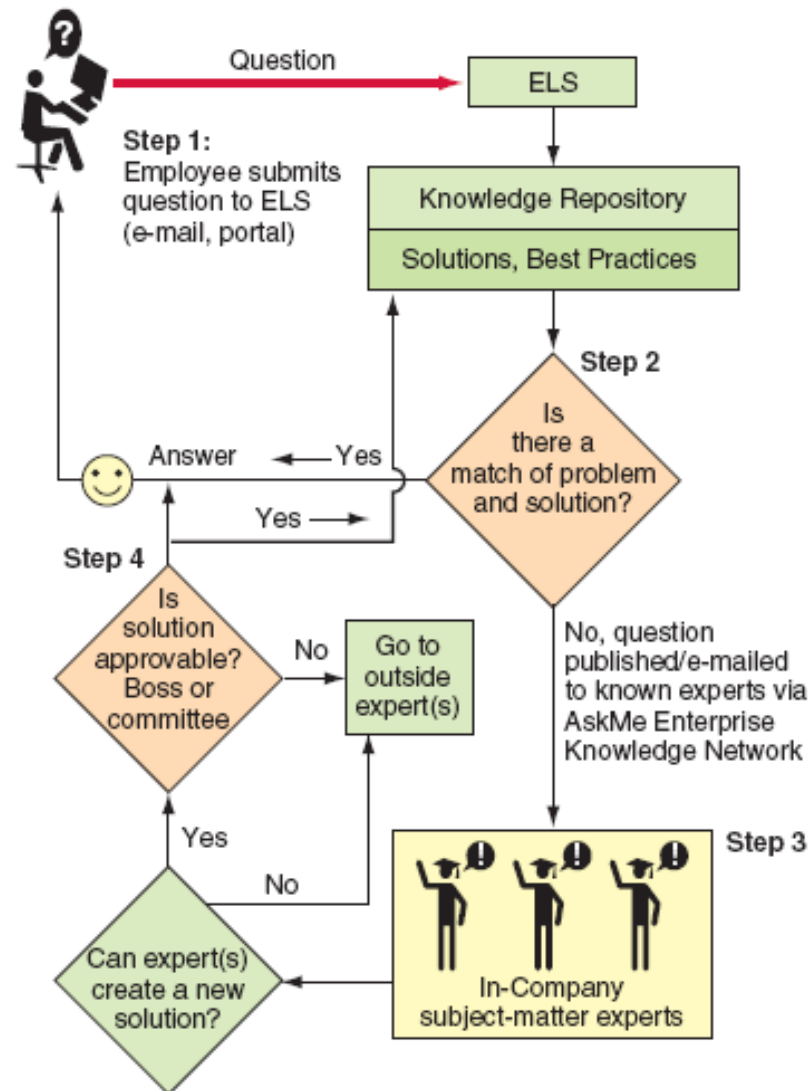 ?
Question
ELS
Step 1:
Employee submits
question to ELS
(e-mail, portal)
Knowledge Repository
Solutions, Best Practices
Step 2
Is
there a
match of problem
and solution?
Answer
Yes
Yes
Step 4
Is
solution
approvable?
Boss or
committee
No
Go to
outside
expert(s)
No, question
published/e-mailed
to known experts via
AskMe Enterprise
Knowledge Network
Step 3
! ! !
In-Company
subject-matter experts
Yes
No
Can expert(s)
create a new
solution?